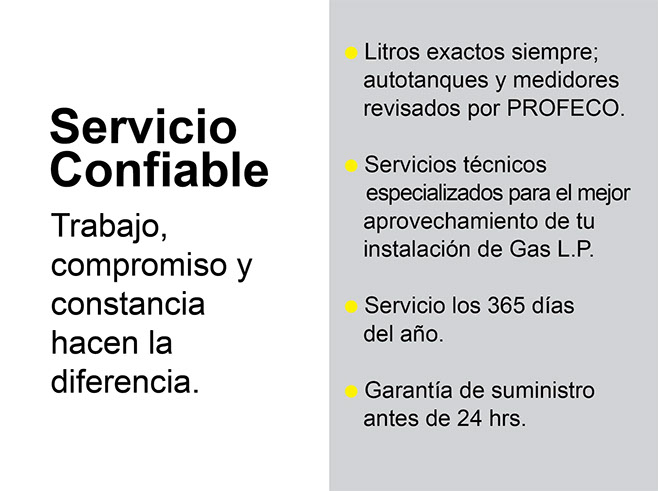 Servicio
Confiable
Trabajo,
compromiso y
constancia
hacen la
diferencia.
Litros exactos siempre;
autotanques y medidores
revisados por PROFECO.
Servicios técnicos
especializados para el mejor
aprovechamiento de tu
instalación de Gas L.P.
Servicio los 365 días
del año.
Garantía de suministro
antes de 24 hrs.